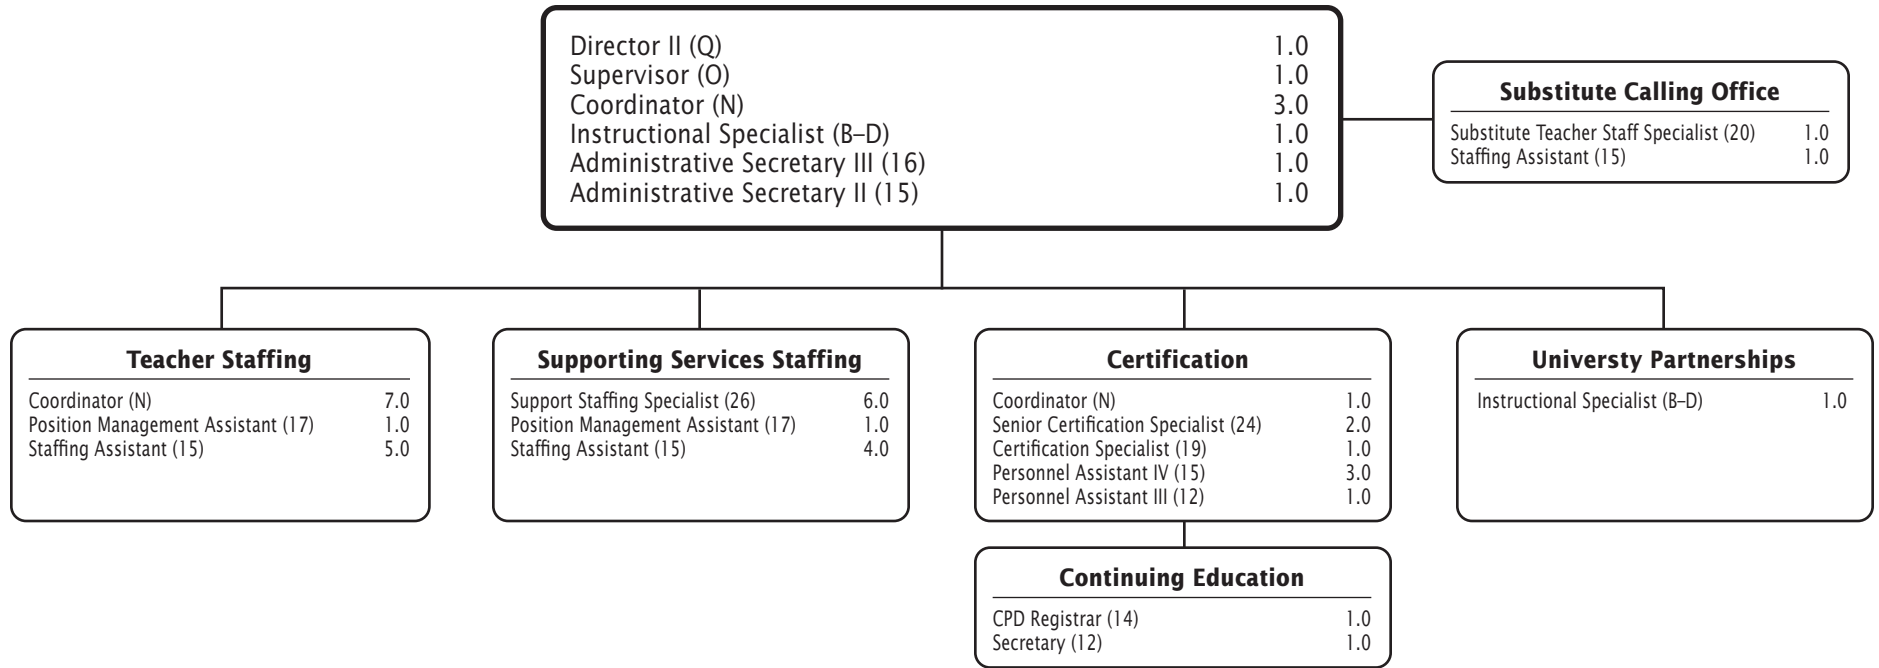 Director II (Q) 1.0
Supervisor (O) 1.0
Coordinator (N) 3.0
Instructional Specialist (B–D) 1.0
Administrative Secretary III (16) 1.0
Administrative Secretary II (15) 1.0
Substitute Calling Office
Substitute Teacher Staff Specialist (20) 1.0
Staffing Assistant (15) 1.0
Teacher Staffing
Coordinator (N) 7.0
Position Management Assistant (17) 1.0
Staffing Assistant (15) 5.0
Supporting Services Staffing
Support Staffing Specialist (26) 6.0
Position Management Assistant (17) 1.0
Staffing Assistant (15) 4.0
Certification
Coordinator (N) 1.0
Senior Certification Specialist (24) 2.0
Certification Specialist (19) 1.0
Personnel Assistant IV (15) 3.0
Personnel Assistant III (12) 1.0
Universty Partnerships
Instructional Specialist (B–D) 1.0
Continuing Education
CPD Registrar (14) 1.0
Secretary (12) 1.0